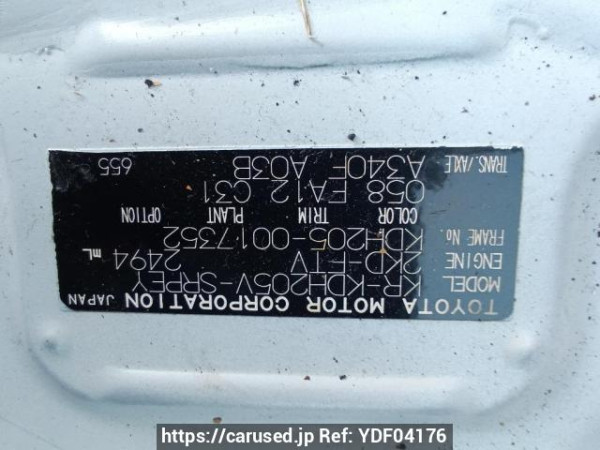 TOYOTA MOTOR CORPORATION JAPAN
MODEL KR-KDH205V-SRPEY
ENGINE 2KD-FTV 2494 mL
FRAME No. KDH205-0017352
COLOR TRIM PLANT OPTION
058 FA12 C31
TRANS./AXLE A340F A03B 655
https://carused.jp Ref: YDF04176